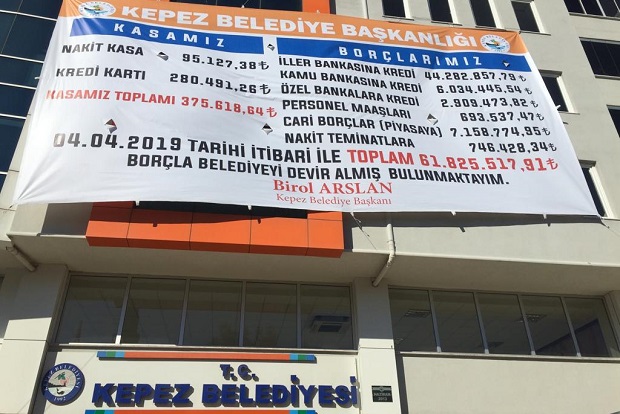 KEPEZ BELEDİYE BAŞKANLIĞI
KASAMIZ
NAKİT KASA 95.127,38 ₺
KREDİ KARTI 280.491,26 ₺
KASAMIZ TOPLAMI 375.618,64 ₺
BORÇLARIMIZ
İLLER BANKASINA KREDİ 44.282.857,79 ₺
KAMU BANKASINA KREDİ 6.034.445,54 ₺
ÖZEL BANKALARA KREDİ 2.909.473,82 ₺
PERSONEL MAAŞLARI 693.537,47 ₺
CARİ BORÇLAR (PİYASAYA) 7.158.774,95 ₺
NAKİT TEMİNATLARA 746.428,34 ₺
04.04.2019 TARİHİ İTİBARİ İLE TOPLAM 61.825.517,91 ₺
BORÇLA BELEDİYEYİ DEVİR ALMIŞ BULUNMAKTAYIM.
Birol ARSLAN
Kepez Belediye Başkanı
T.C.
KEPEZ BELEDİYESİ